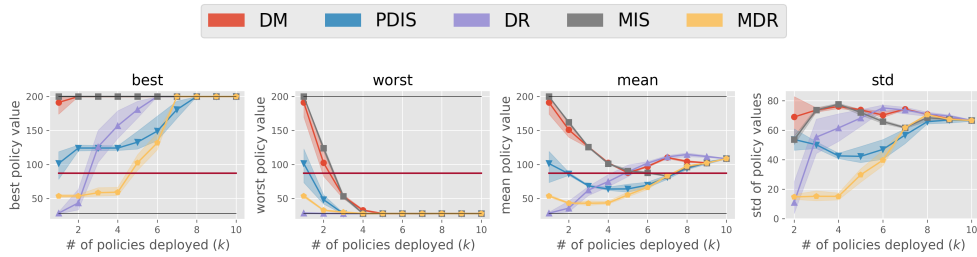 DM PDIS DR MIS MDR
best
worst
mean
std
best policy value
200
150
100
50
2 4 6 8 10
# of policies deployed (k)
worst policy value
200
150
100
50
2 4 6 8 10
# of policies deployed (k)
mean policy value
200
150
100
50
2 4 6 8 10
# of policies deployed (k)
std of policy values
80
60
40
20
0
2 4 6 8 10
# of policies deployed (k)